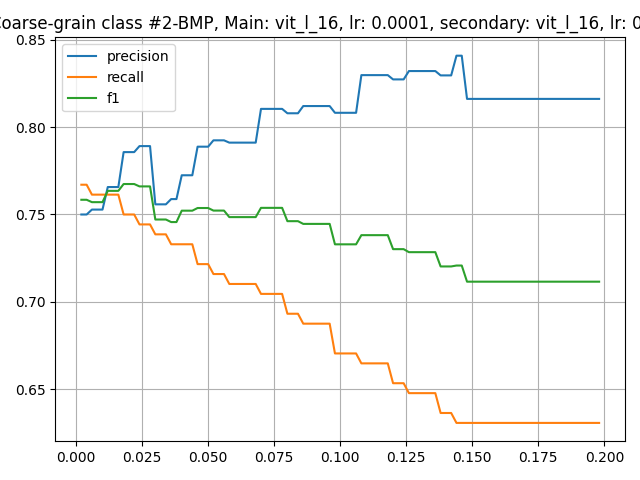 Coarse-grain class #2-BMP, Main: vit_l_16, lr: 0.0001, secondary: vit_l_16, lr: 0
0.85
0.80
0.75
0.70
0.65
precision
recall
f1
0.000 0.025 0.050 0.075 0.100 0.125 0.150 0.175 0.200